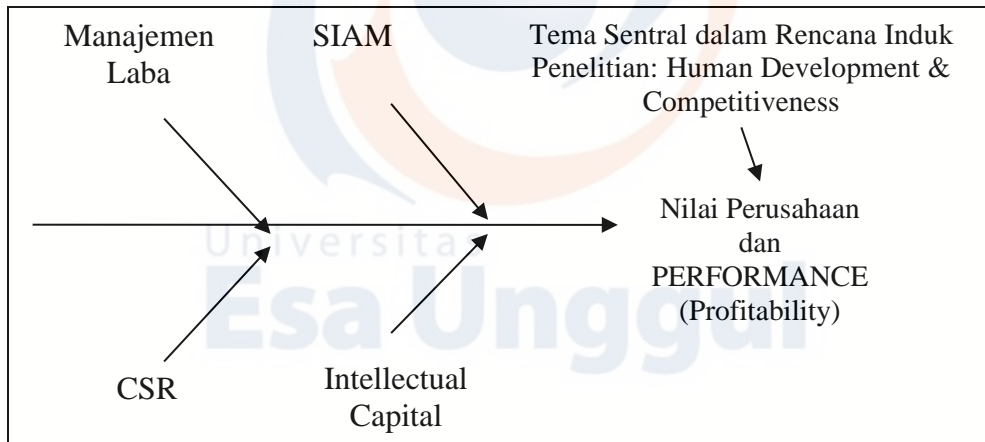 Manajemen
Laba
SIAM
Tema Sentral dalam Rencana Induk
Penelitian: Human Development &
Competitiveness
Nilai Perusahaan
dan
PERFORMANCE
(Profitability)
Universitas
Esa Unggul
CSR
Intellectual
Capital